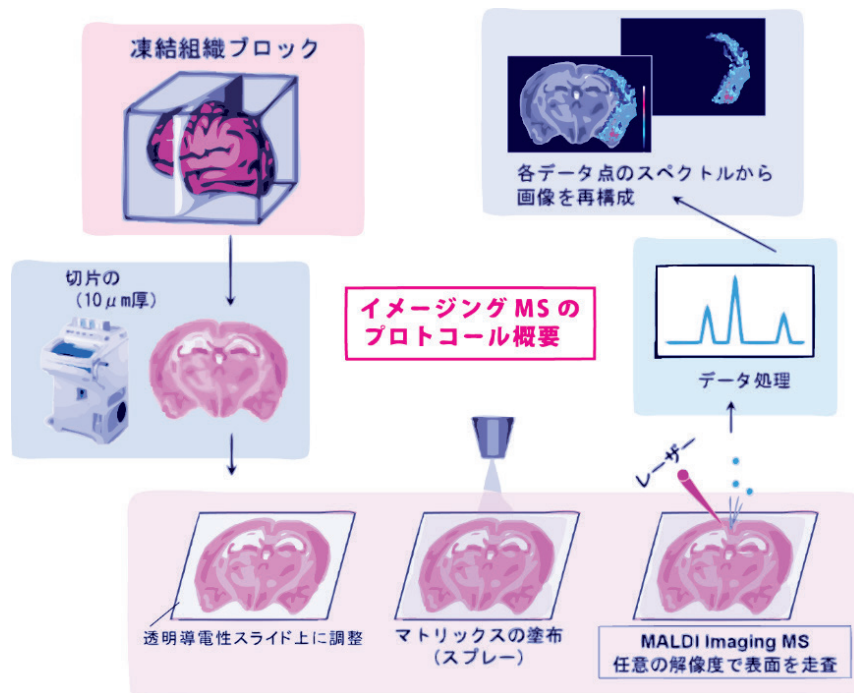 凍結組織ブロック
切片の
（10μm厚）
イメージング MS の
プロトコール概要
透明導電性スライド上に調整
マトリックスの塗布
（スプレー）
レーザー
MALDI Imaging MS
任意の解像度で表面を走査
データ処理
各データ点のスペクトルから
画像を再構成